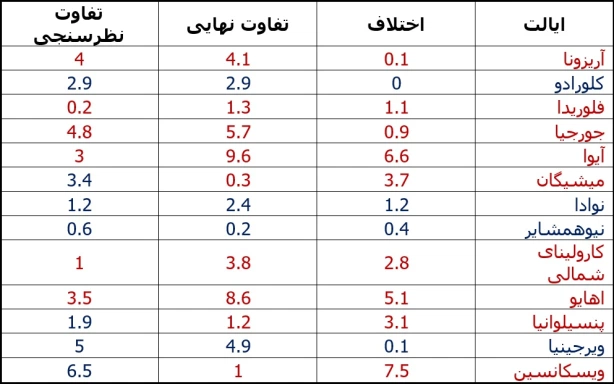 ایالت اختلاف تفاوت نهایی تفاوت نظرسنجی
آریزونا 0.1 4.1 4
کلورادو 0 2.9 2.9
فلوریدا 1.1 1.3 0.2
جورجیا 0.9 5.7 4.8
آیوا 6.6 9.6 3
میشیگان 3.7 0.3 3.4
نوادا 1.2 2.4 1.2
نیوهمشایر 0.4 0.2 0.6
کارولینای شمالی 2.8 3.8 1
اهایو 5.1 8.6 3.5
پنسیلوانیا 3.1 1.2 1.9
ویرجینیا 0.1 4.9 5
ویسکانسین 7.5 1 6.5